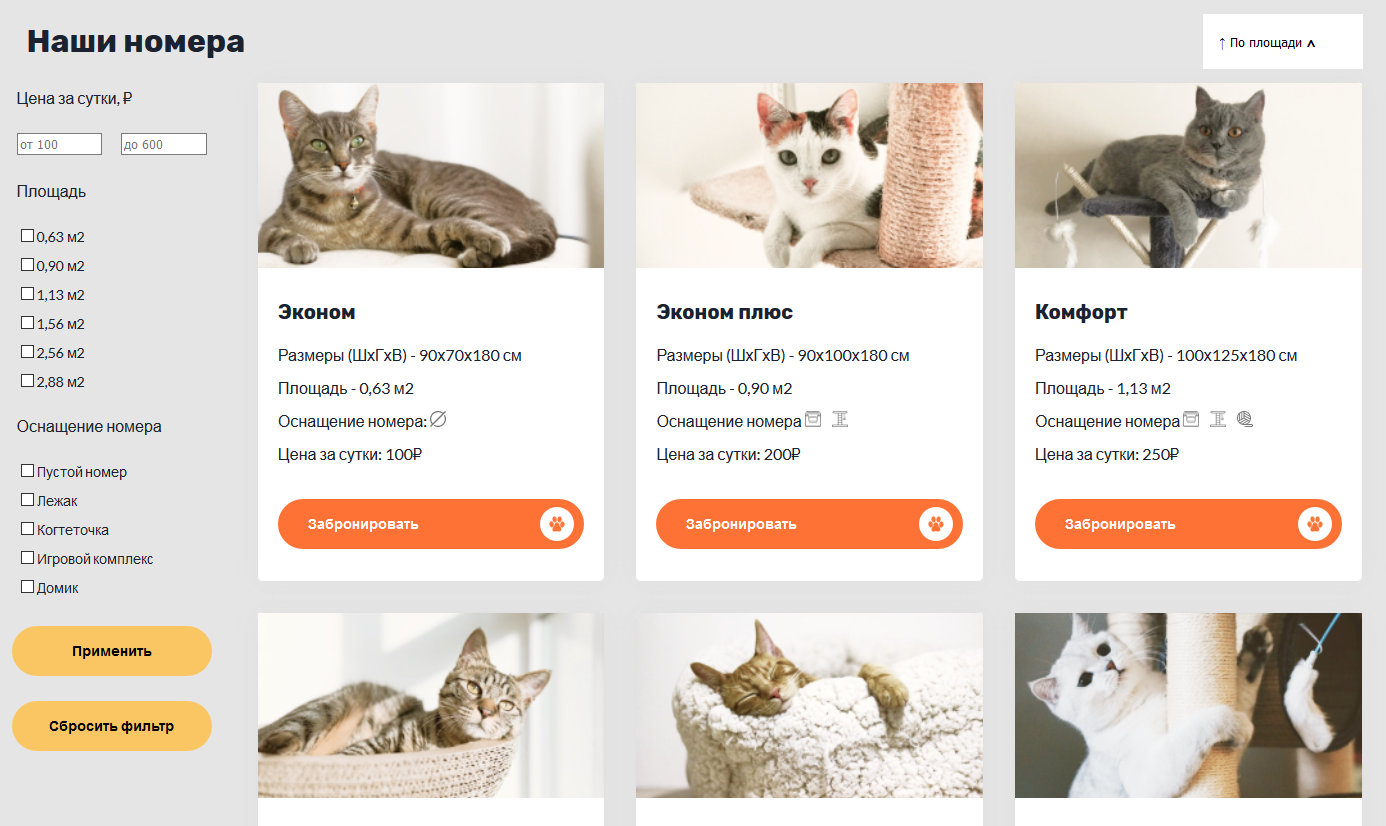 Наши номера
↑ По площади ʌ
Цена за сутки, ₽
от 100
до 600
Площадь
0,63 м2
0,90 м2
1,13 м2
1,56 м2
2,56 м2
2,88 м2
Оснащение номера
Пустой номер
Лежак
Когтеточка
Игровой комплекс
Домик
Применить
Сбросить фильтр
Эконом
Размеры (ШхГхВ) - 90х70х180 см
Площадь - 0,63 м2
Оснащение номера:
Цена за сутки: 100₽
Забронировать
Эконом плюс
Размеры (ШхГхВ) - 90х100х180 см
Площадь - 0,90 м2
Оснащение номера
Цена за сутки: 200₽
Забронировать
Комфорт
Размеры (ШхГхВ) - 100х125х180 см
Площадь - 1,13 м2
Оснащение номера
Цена за сутки: 250₽
Забронировать